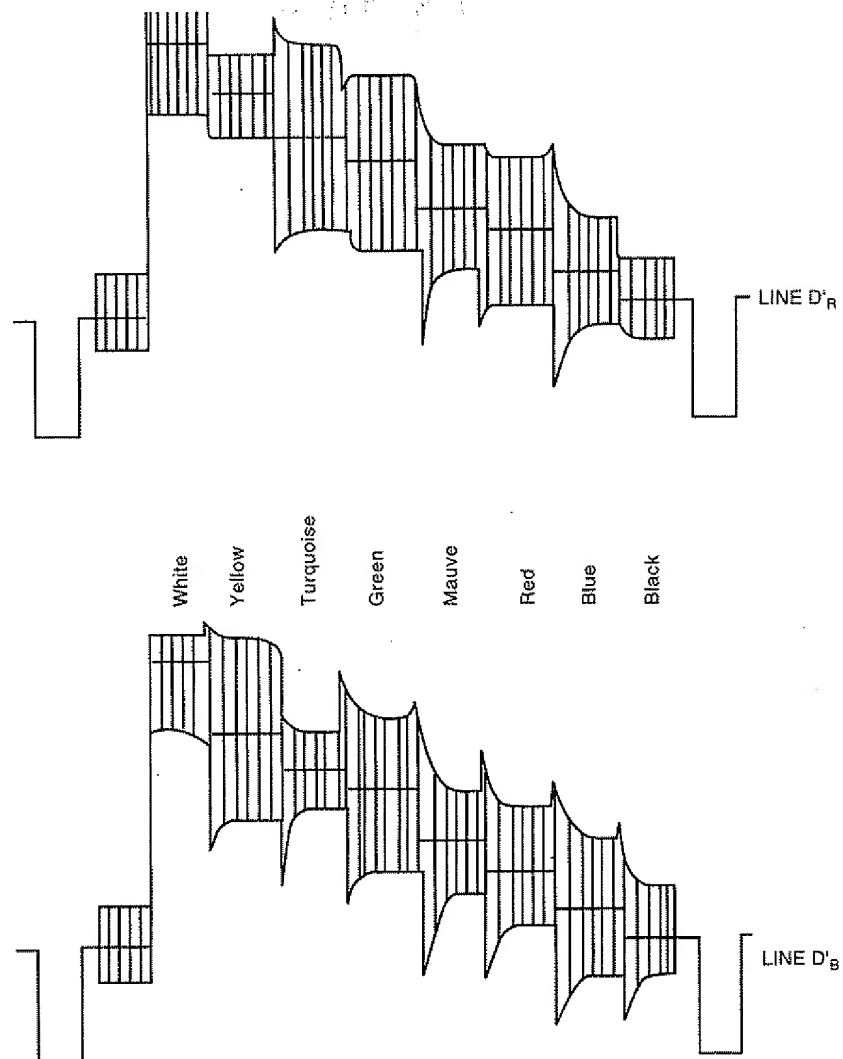 LINE D'R
White
Yellow
Turquoise
Green
Mauve
Red
Blue
Black
LINE D'B